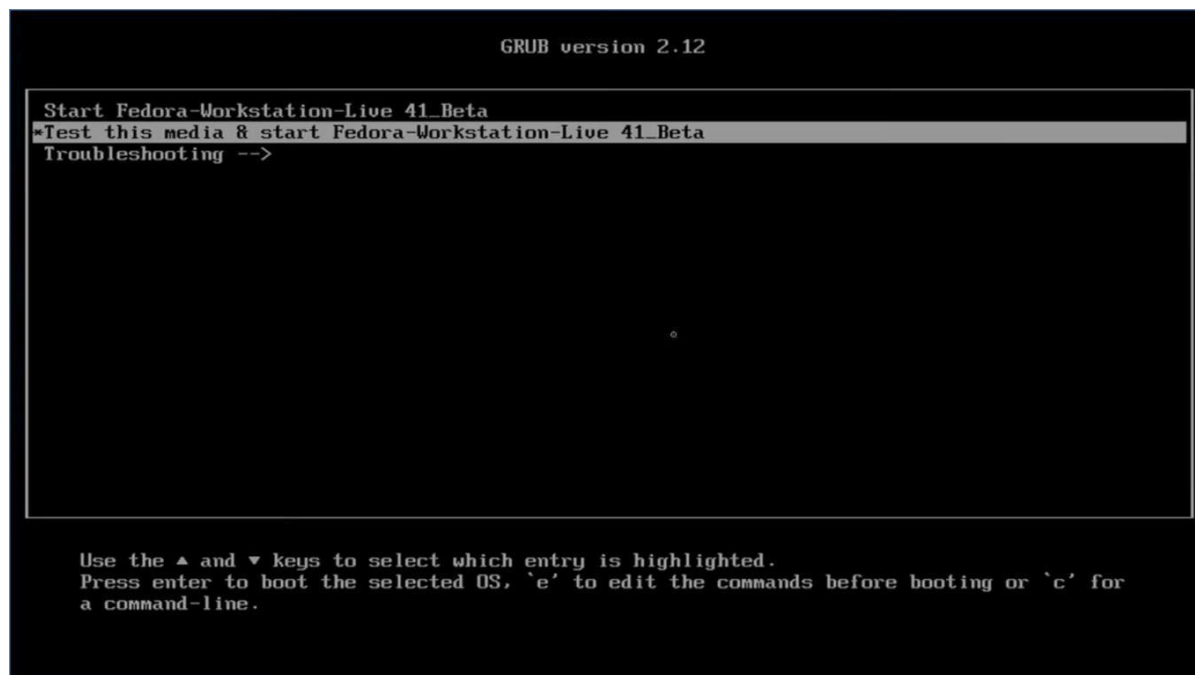 GRUB version 2.12
Start Fedora-Workstation-Live 41_Beta
*Test this media & start Fedora-Workstation-Live 41_Beta
Troubleshooting -->
Use the ▲ and ▼ keys to select which entry is highlighted.
Press enter to boot the selected OS, `e' to edit the commands before booting or `c' for
a command-line.